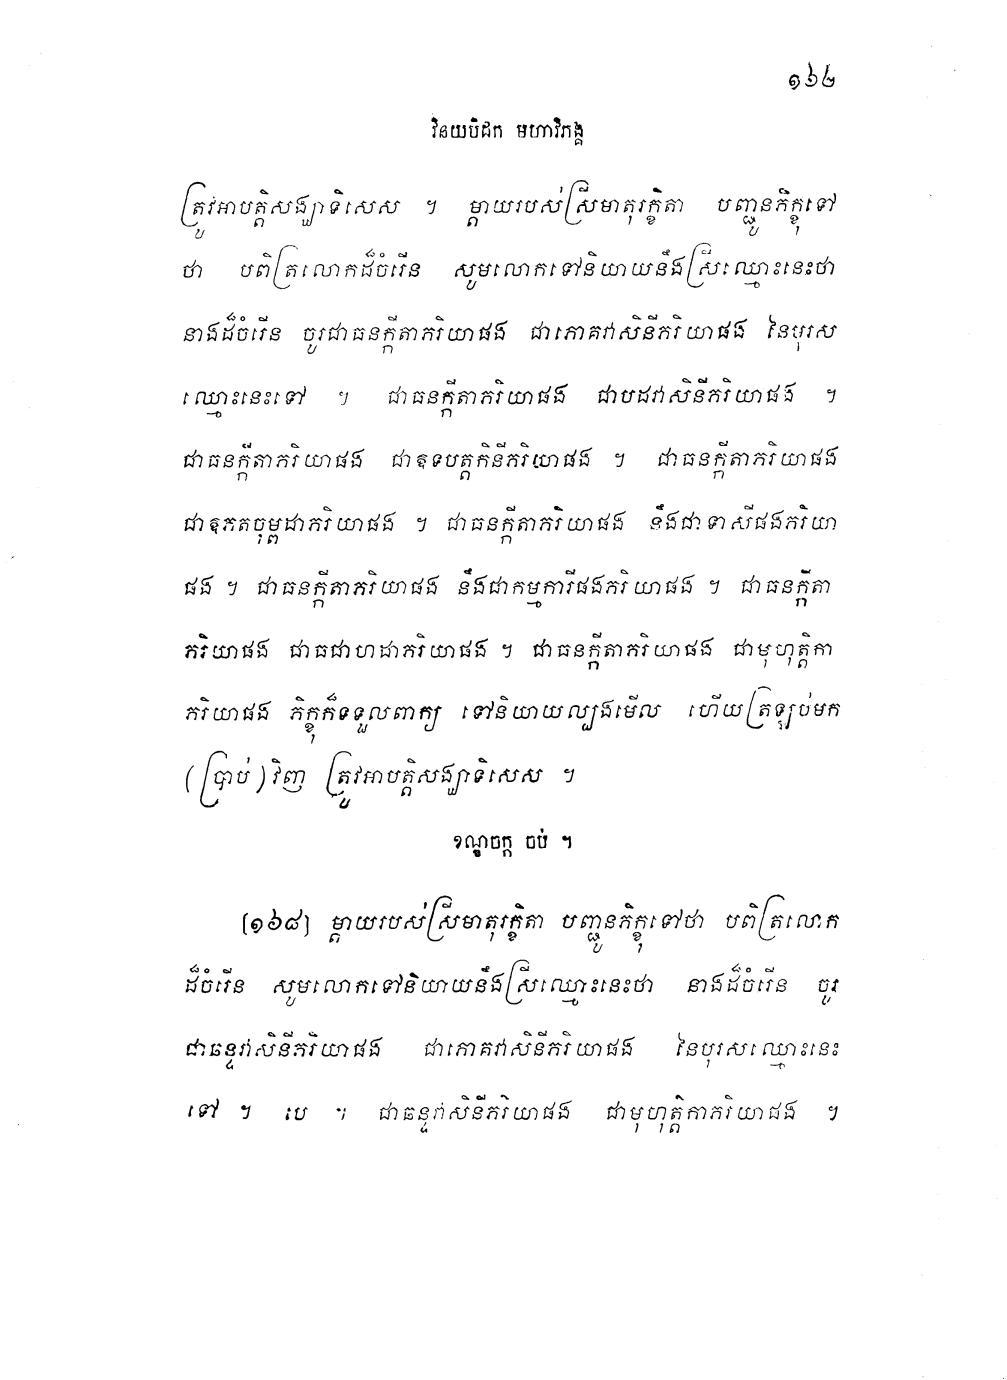 ១៦៤
វិនយបិដក មហាវិភង្គ
ត្រូវអាបត្តិសង្ឃាទិសេស ។ ម្តាយរបស់ស្រីមាតុរក្ខិតា បញ្ជូនភិក្ខុទៅ
ថា បពិត្រលោកដ៏ចំរើន សូមលោកទៅនិយាយនឹងស្រីឈ្មោះនេះថា
នាងដ៏ចំរើន ចូរជាធនក្កីតាភរិយាផង ជាភោគវាសិនីភរិយាផង នៃបុរស
ឈ្មោះនេះទៅ ។ ជាធនក្កីតាភរិយាផង ជាបដវាសិនីភរិយាផង ។
ជាធនក្កីតាភរិយាផង ជាឧទបត្តកិនីភរិយាផង ។ ជាធនក្កីតាភរិយាផង
ជាឧភតចុម្ពដាភរិយាផង ។ ជាធនក្កីតាភរិយាផង នឹងជាទាសីផងភរិយា
ផង ។ ជាធនក្កីតាភរិយាផង នឹងជាកម្មការីផងភរិយាផង ។ ជាធនក្កីតា
ភរិយាផង ជាធជាហដាភរិយាផង ។ ជាធនក្កីតាភរិយាផង ជាមុហុត្តិកា
ភរិយាផង ភិក្ខុក៏ទទួលពាក្យ ទៅនិយាយល្បងមើល ហើយត្រឡប់មក
(ប្រាប់) វិញ ត្រូវអាបត្តិសង្ឃាទិសេស ។
ខណ្ឌចក្ក ចប់ ។
[១៦៨] ម្តាយរបស់ស្រីមាតុរក្ខិតា បញ្ជូនភិក្ខុទៅថា បពិត្រលោក
ដ៏ចំរើន សូមលោកទៅនិយាយនឹងស្រីឈ្មោះនេះថា នាងដ៏ចំរើន ចូរ
ជាឆន្ទវាសិនីភរិយាផង ជាភោគវាសិនីភរិយាផង នៃបុរសឈ្មោះនេះ
ទៅ ។ បេ ។ ជាឆន្ទវាសិនីភរិយាផង ជាមុហុត្តិកាភរិយាផង ។